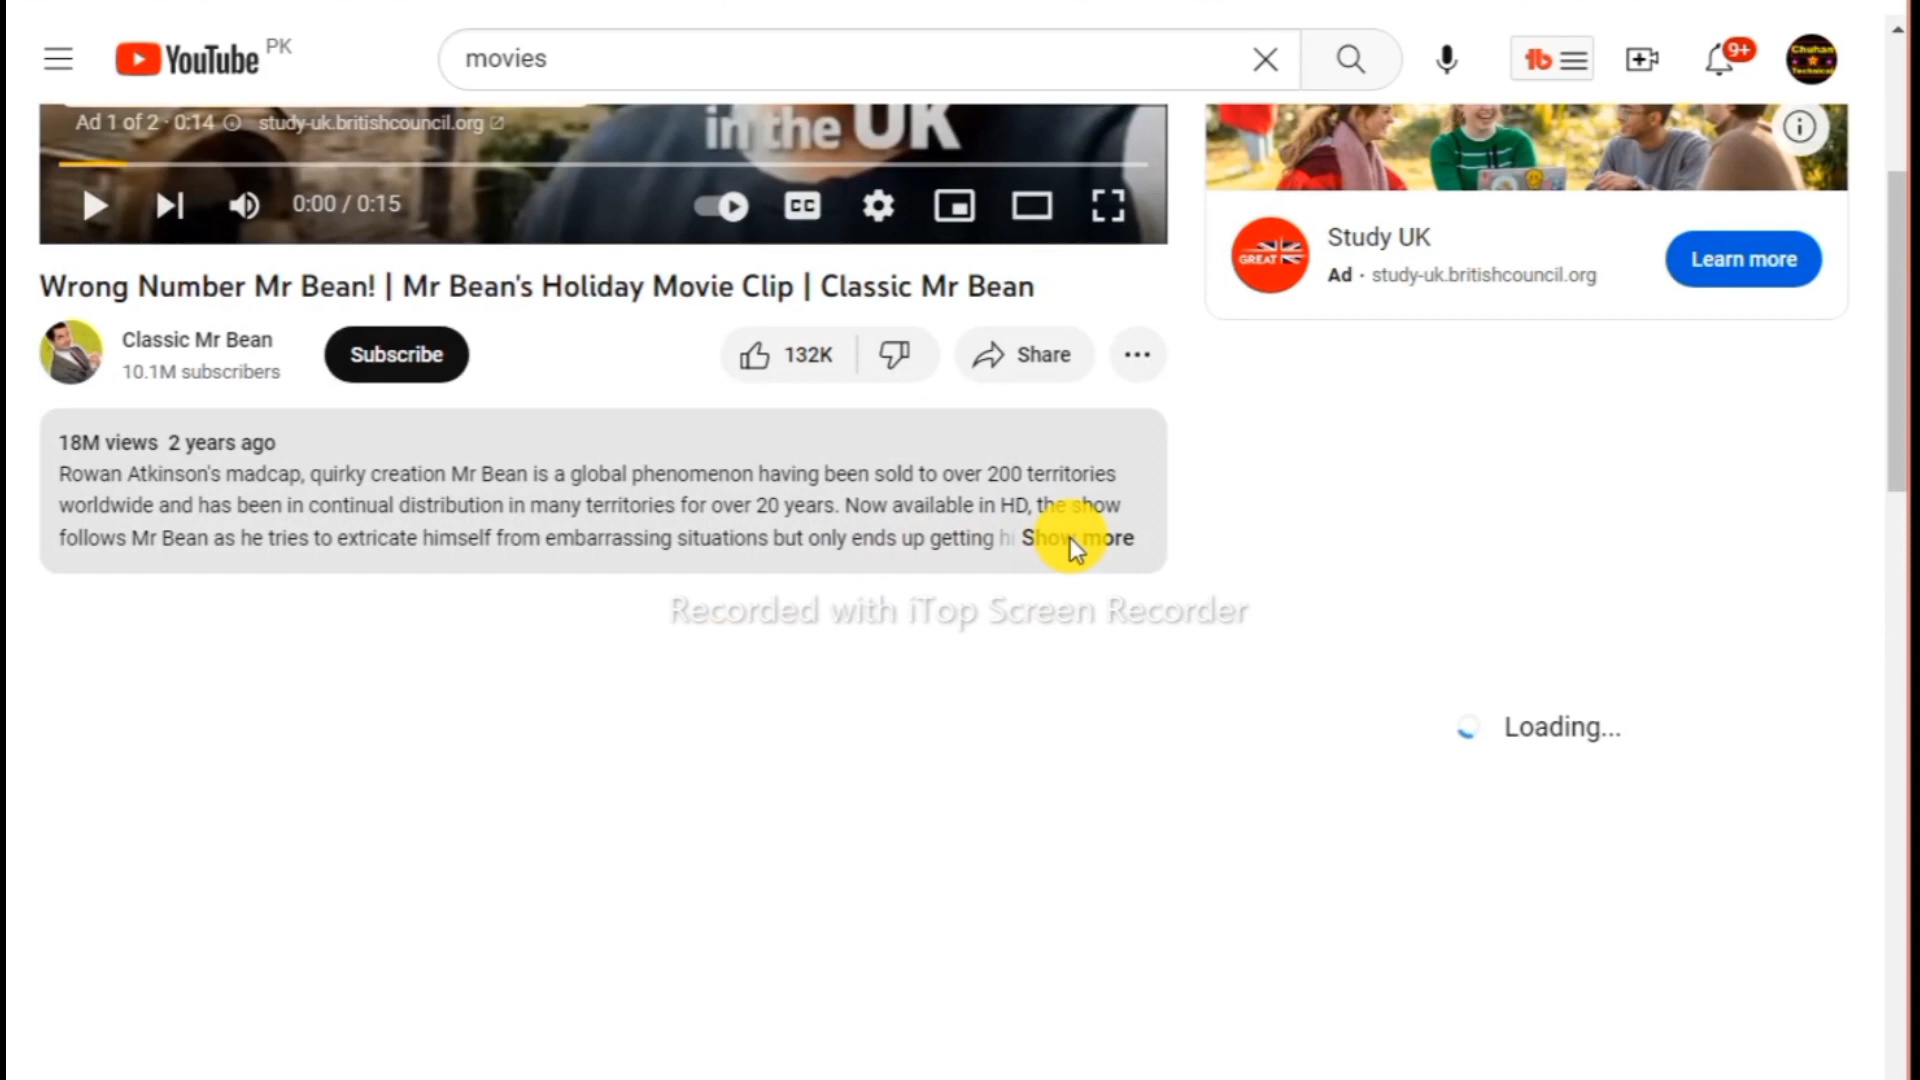 YouTube PK
movies
9+
Chuhan
Technical
Ad 1 of 2 · 0:14 study-uk.britishcouncil.org
in the UK
CC
0:00 / 0:15
Study UK
GREAT
Ad · study-uk.britishcouncil.org
Learn more
Wrong Number Mr Bean! | Mr Bean's Holiday Movie Clip | Classic Mr Bean
Classic Mr Bean
10.1M subscribers
Subscribe
132K
Share
18M views 2 years ago
Rowan Atkinson's madcap, quirky creation Mr Bean is a global phenomenon having been sold to over 200 territories
worldwide and has been in continual distribution in many territories for over 20 years. Now available in HD, the show
follows Mr Bean as he tries to extricate himself from embarrassing situations but only ends up getting hi Show more
Recorded with iTop Screen Recorder
Loading...